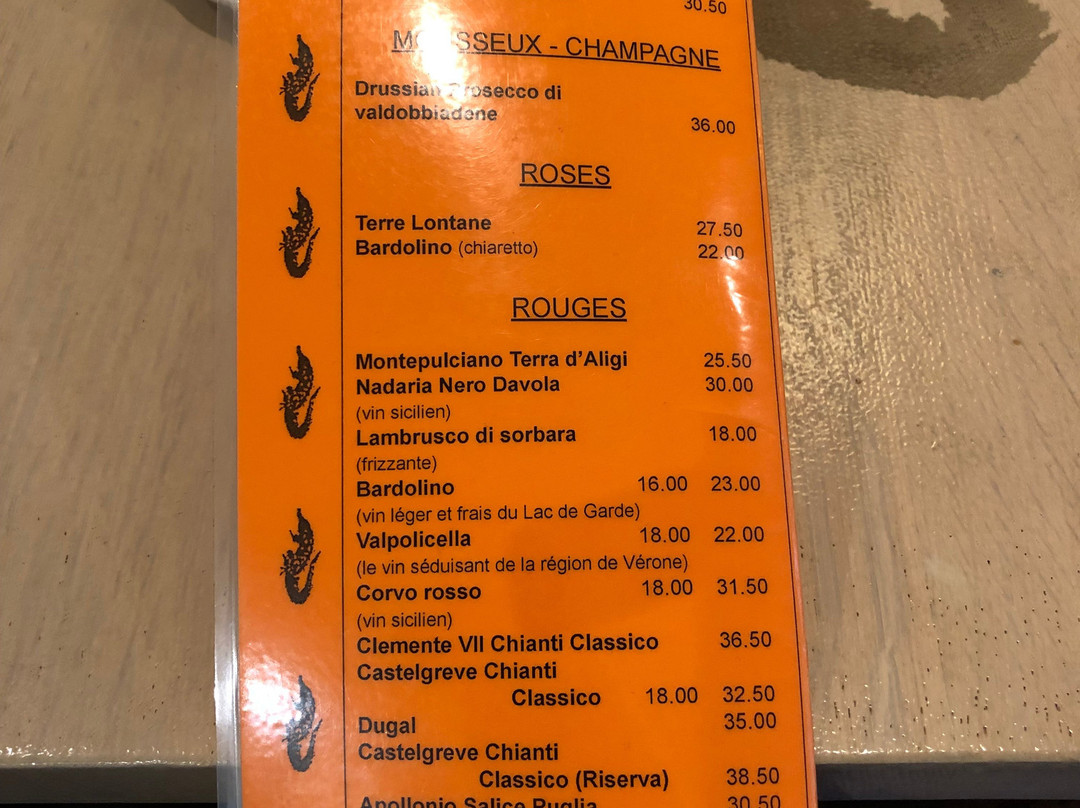 30.50
SSEUX - CHAMPAGNE
Drussian Prosecco di
valdobbiadene
36.00
ROSES
Terre Lontane 27.50
Bardolino (chiaretto) 22.00
ROUGES
Montepulciano Terra d'Aligi 25.50
Nadaria Nero Davola 30.00
(vin sicilien)
Lambrusco di sorbara 18.00
(frizzante)
Bardolino 16.00 23.00
(vin léger et frais du Lac de Garde)
Valpolicella 18.00 22.00
(le vin séduisant de la région de Vérone)
Corvo rosso 18.00 31.50
(vin sicilien)
Clemente VII Chianti Classico 36.50
Castelgreve Chianti
Classico 18.00 32.50
Dugal 35.00
Castelgreve Chianti
Classico (Riserva) 38.50
Apollonio Salice Puglia 30.50